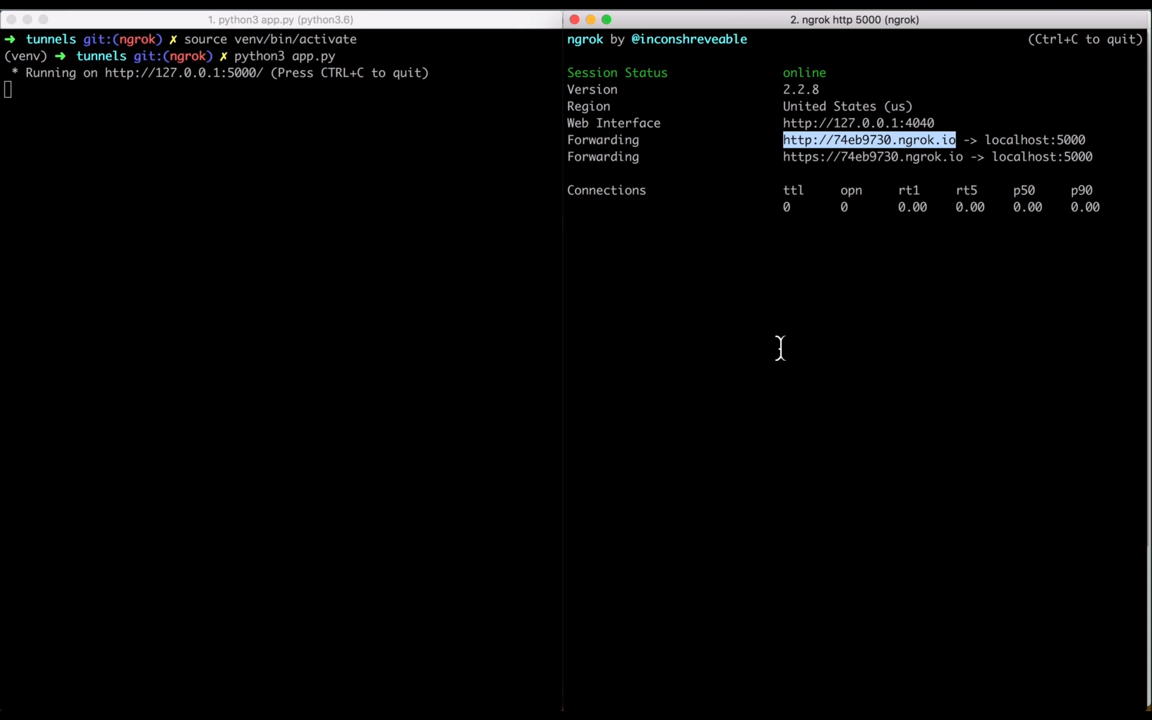 1. python3 app.py (python3.6)
➜ tunnels git:(ngrok) ✗ source venv/bin/activate
(venv) ➜ tunnels git:(ngrok) ✗ python3 app.py
* Running on http://127.0.0.1:5000/ (Press CTRL+C to quit)
2. ngrok http 5000 (ngrok)
ngrok by @inconshreveable (Ctrl+C to quit)
Session Status online
Version 2.2.8
Region United States (us)
Web Interface http://127.0.0.1:4040
Forwarding http://74eb9730.ngrok.io -> localhost:5000
Forwarding https://74eb9730.ngrok.io -> localhost:5000
Connections ttl opn rt1 rt5 p50 p90
0 0 0.00 0.00 0.00 0.00